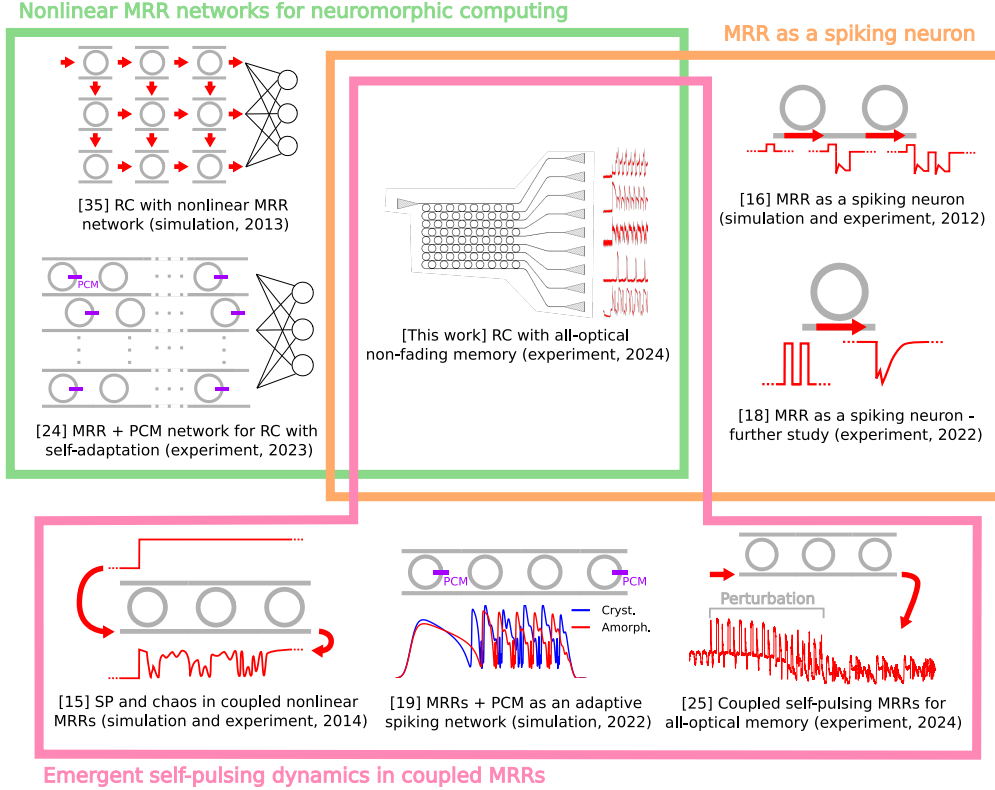 Nonlinear MRR networks for neuromorphic computing
MRR as a spiking neuron
[35] RC with nonlinear MRR
network (simulation, 2013)
PCM
[24] MRR + PCM network for RC with
self-adaptation (experiment, 2023)
[This work] RC with all-optical
non-fading memory (experiment, 2024)
[16] MRR as a spiking neuron
(simulation and experiment, 2012)
[18] MRR as a spiking neuron -
further study (experiment, 2022)
[15] SP and chaos in coupled nonlinear
MRRs (simulation and experiment, 2014)
PCM
PCM
Cryst.
Amorph.
[19] MRRs + PCM as an adaptive
spiking network (simulation, 2022)
Perturbation
[25] Coupled self-pulsing MRRs for
all-optical memory (experiment, 2024)
Emergent self-pulsing dynamics in coupled MRRs